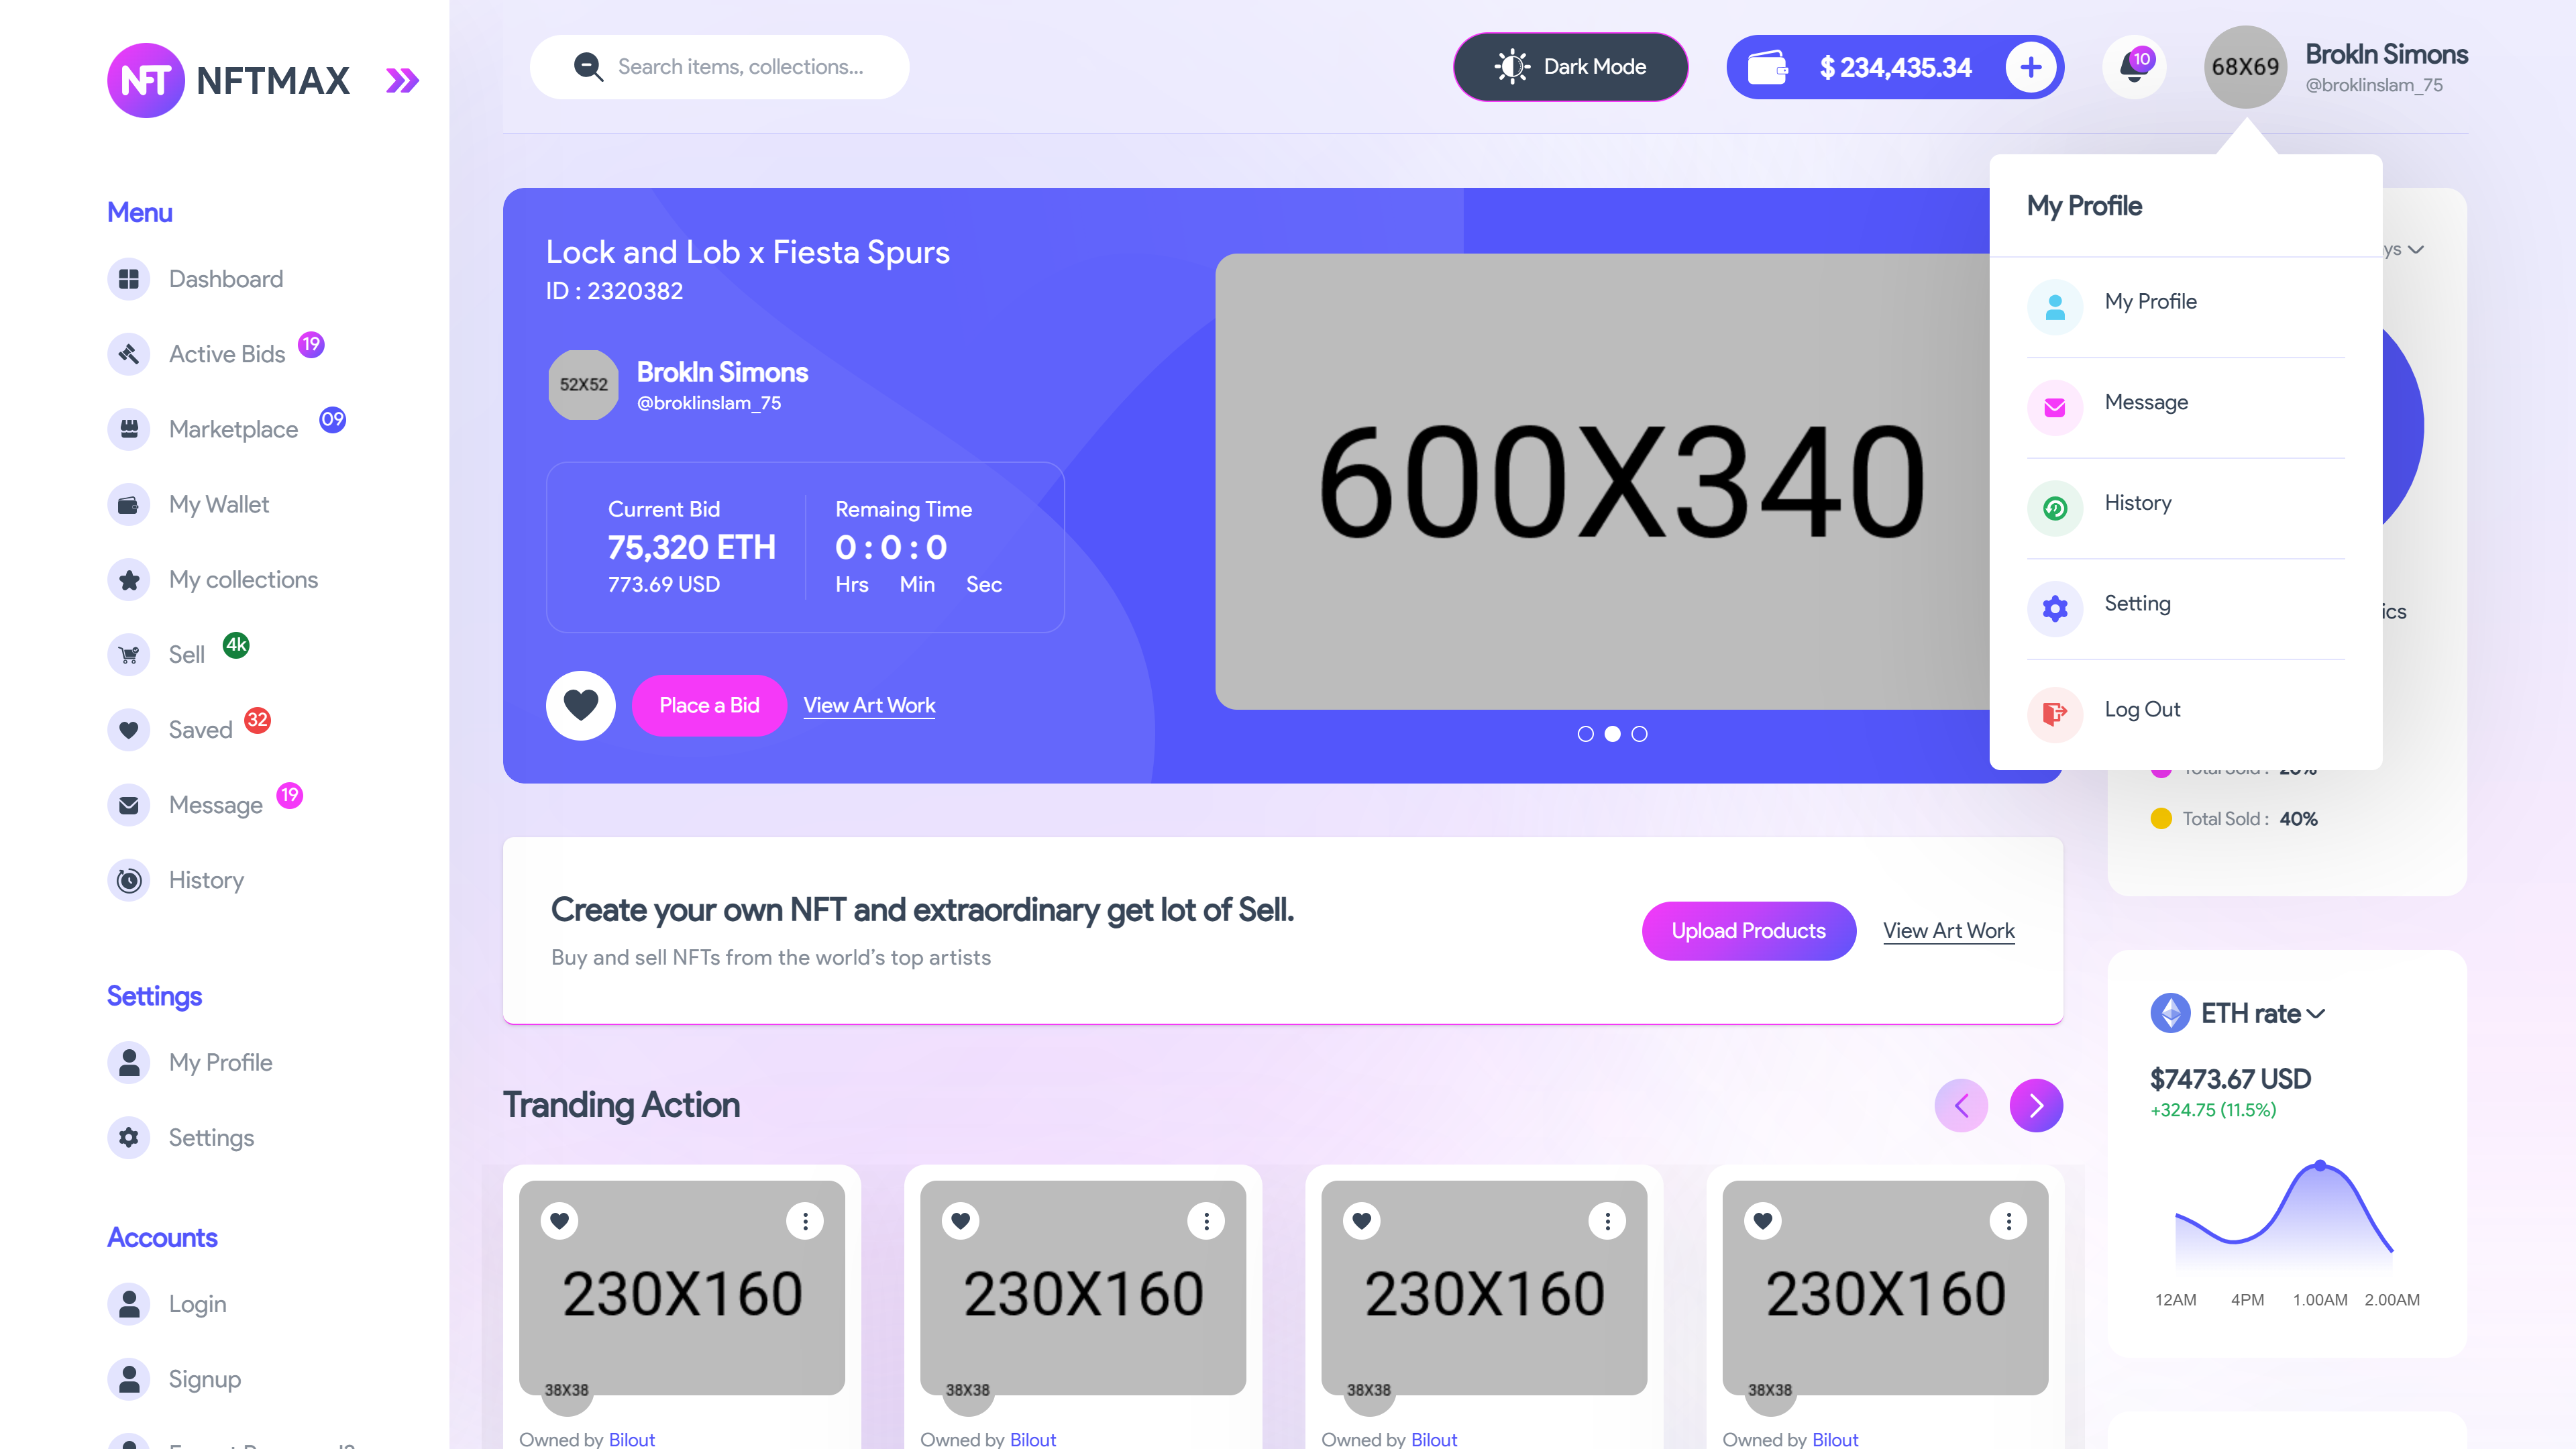 NFT NFTMAX
Menu
Dashboard
Active Bids 19
Marketplace 09
My Wallet
My collections
Sell 4k
Saved 32
Message 19
History
Settings
My Profile
Settings
Accounts
Login
Signup
Search items, collections...
Dark Mode
$ 234,435.34
10
68X69
BrokIn Simons
@broklinslam_75
Lock and Lob x Fiesta Spurs
ID : 2320382
52X52
BrokIn Simons
@broklinslam_75
Current Bid
75,320 ETH
773.69 USD
Remaing Time
0 : 0 : 0
Hrs Min Sec
Place a Bid
View Art Work
600X340
My Profile
My Profile
Message
History
Setting
Log Out
Total Sold : 40%
Create your own NFT and extraordinary get lot of Sell.
Buy and sell NFTs from the world’s top artists
Upload Products
View Art Work
Tranding Action
230X160
38X38
Owned by Bilout
230X160
38X38
Owned by Bilout
230X160
38X38
Owned by Bilout
230X160
38X38
Owned by Bilout
ETH rate
$7473.67 USD
+324.75 (11.5%)
12AM 4PM 1.00AM 2.00AM